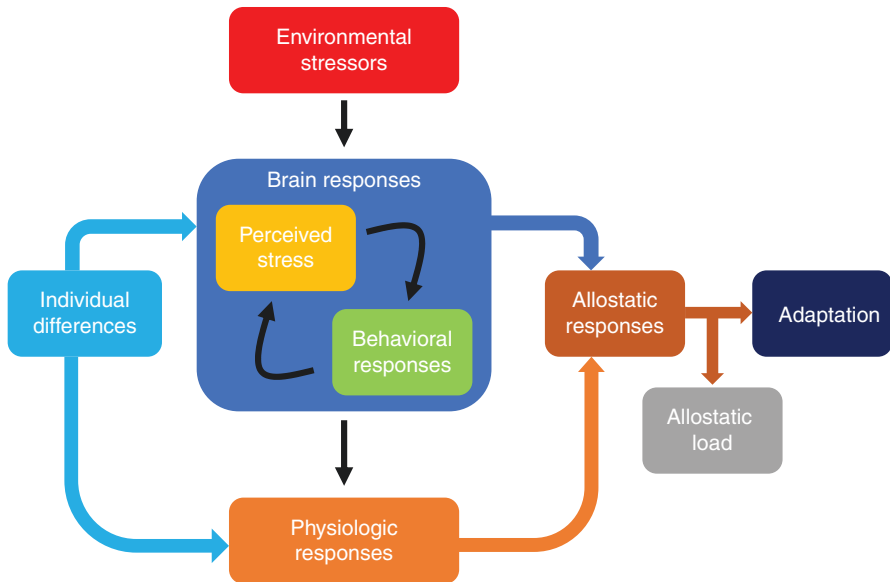 Environmental
stressors
Brain responses
Perceived
stress
Individual
differences
Behavioral
responses
Allostatic
responses
Adaptation
Allostatic
load
Physiologic
responses